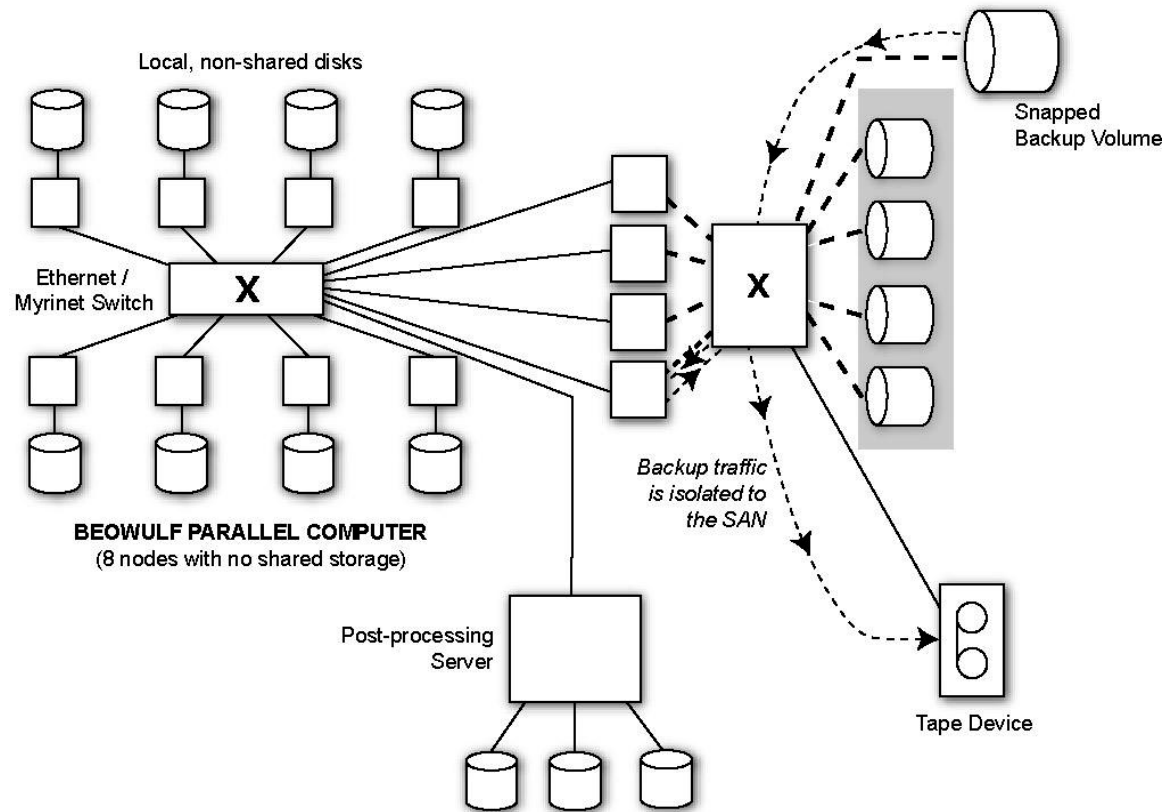 Local, non-shared disks
Snapped
Backup Volume
Ethernet /
Myrinet Switch
X
X
BEOWULF PARALLEL COMPUTER
(8 nodes with no shared storage)
Backup traffic
is isolated to
the SAN
Post-processing
Server
Tape Device